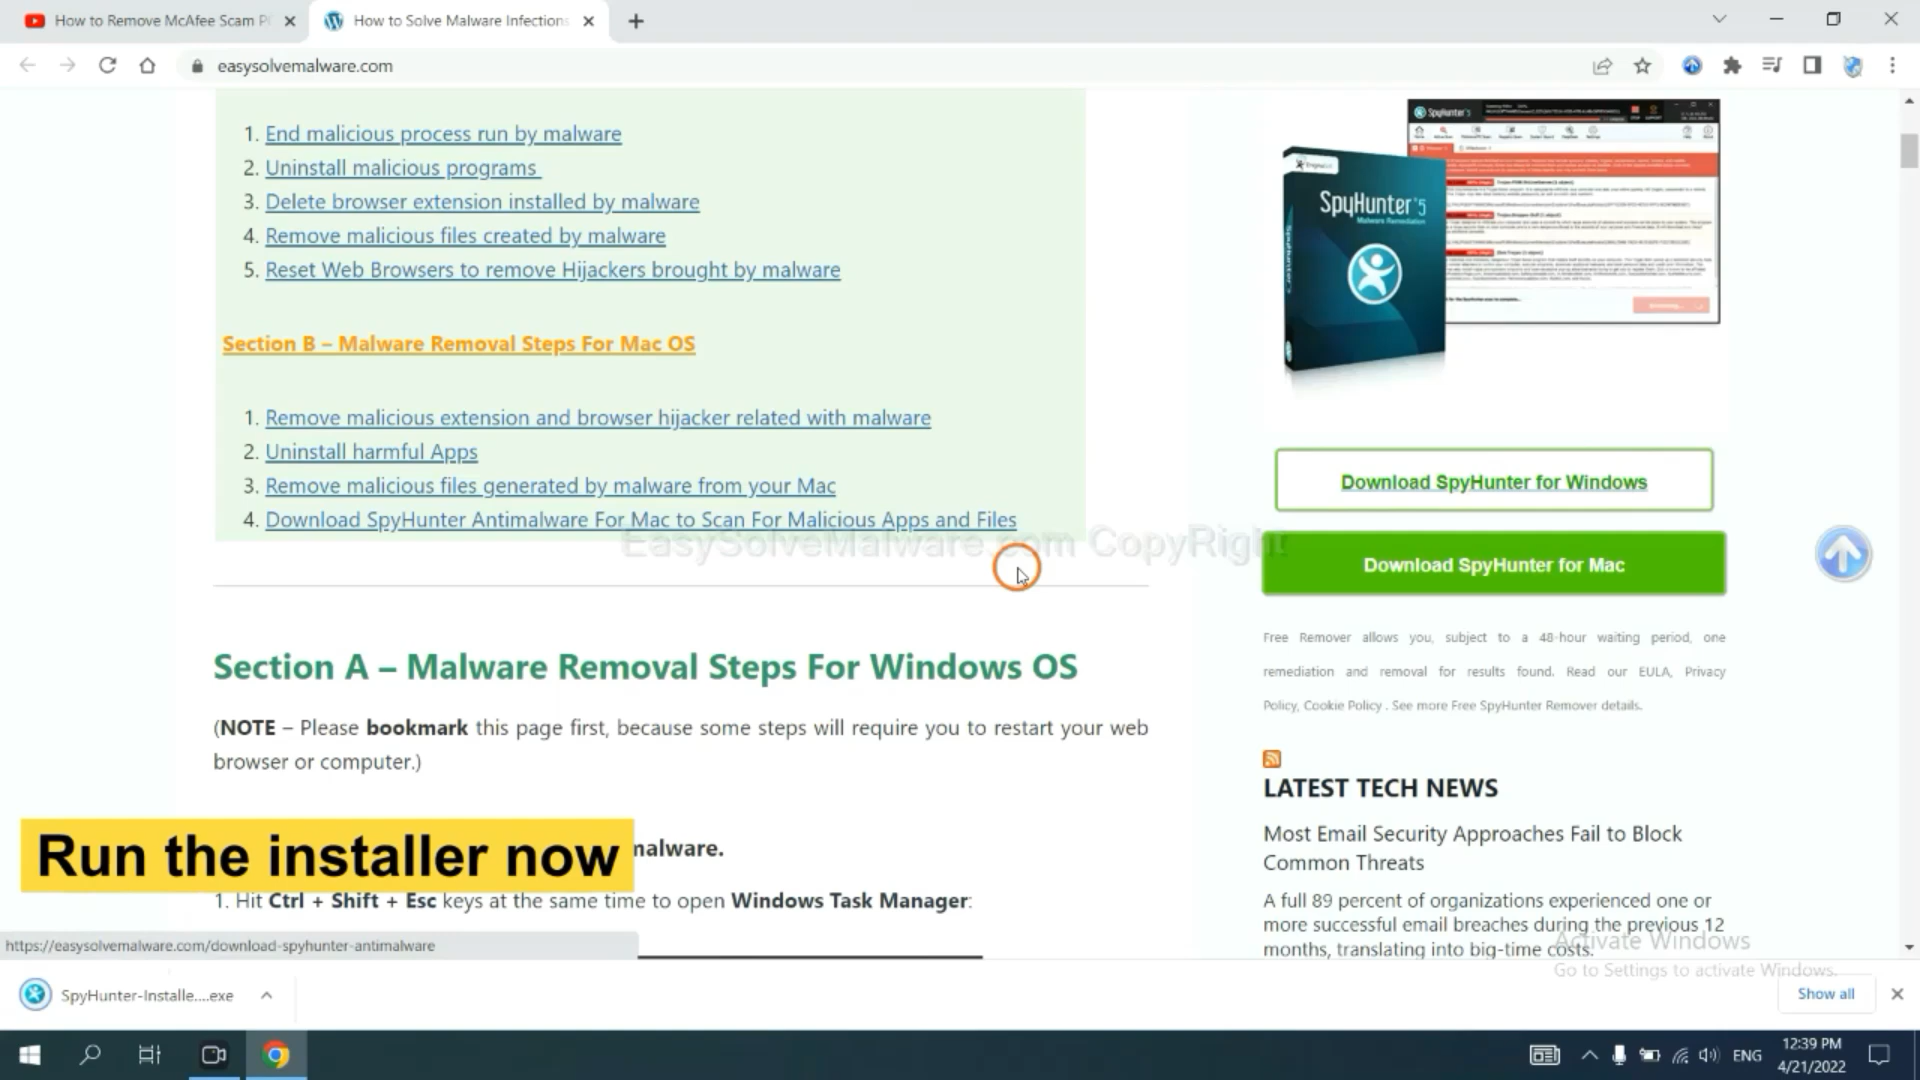 How to Remove McAfee Scam P
How to Solve Malware Infections
easysolvemalware.com
1. End malicious process run by malware
2. Uninstall malicious programs
3. Delete browser extension installed by malware
4. Remove malicious files created by malware
5. Reset Web Browsers to remove Hijackers brought by malware
Section B – Malware Removal Steps For Mac OS
1. Remove malicious extension and browser hijacker related with malware
2. Uninstall harmful Apps
3. Remove malicious files generated by malware from your Mac
4. Download SpyHunter Antimalware For Mac to Scan For Malicious Apps and Files
EasySolveMalware.com CopyRight
Section A – Malware Removal Steps For Windows OS
(NOTE – Please bookmark this page first, because some steps will require you to restart your web
browser or computer.)
Run the installer now
malware.
1. Hit Ctrl + Shift + Esc keys at the same time to open Windows Task Manager:
https://easysolvemalware.com/download-spyhunter-antimalware
SpyHunter 5
SpyHunter 5
Malware Remediation
SpyHunter
Download SpyHunter for Windows
Download SpyHunter for Mac
Free Remover allows you, subject to a 48-hour waiting period, one
remediation and removal for results found. Read our EULA, Privacy
Policy, Cookie Policy . See more Free SpyHunter Remover details.
LATEST TECH NEWS
Most Email Security Approaches Fail to Block
Common Threats
A full 89 percent of organizations experienced one or
more successful email breaches during the previous 12
months, translating into big-time costs.
Activate Windows
Go to Settings to activate Windows.
SpyHunter-Installe....exe
Show all
ENG
12:39 PM
4/21/2022